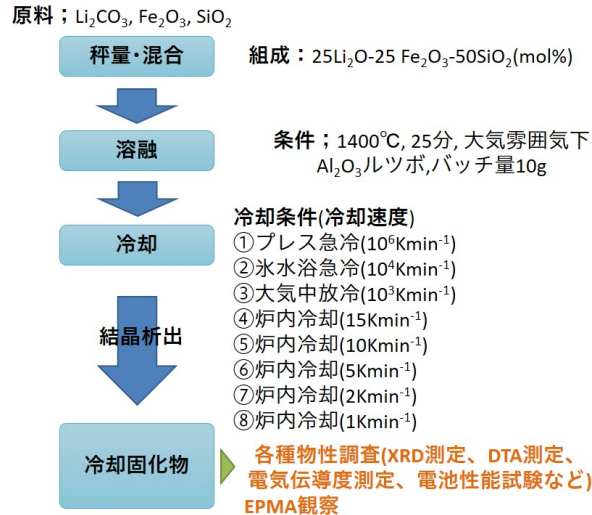 原料；Li₂CO₃, Fe₂O₃, SiO₂
秤量・混合
組成：25Li₂O-25 Fe₂O₃-50SiO₂(mol%)
溶融
条件；1400℃, 25分, 大気雰囲気下
Al₂O₃ルツボ,バッチ量10g
冷却
冷却条件(冷却速度)
①プレス急冷(10⁶Kmin⁻¹)
②氷水浴急冷(10⁴Kmin⁻¹)
③大気中放冷(10³Kmin⁻¹)
④炉内冷却(15Kmin⁻¹)
⑤炉内冷却(10Kmin⁻¹)
⑥炉内冷却(5Kmin⁻¹)
⑦炉内冷却(2Kmin⁻¹)
⑧炉内冷却(1Kmin⁻¹)
結晶析出
冷却固化物
各種物性調査(XRD測定、DTA測定、
電気伝導度測定、電池性能試験など)
EPMA観察